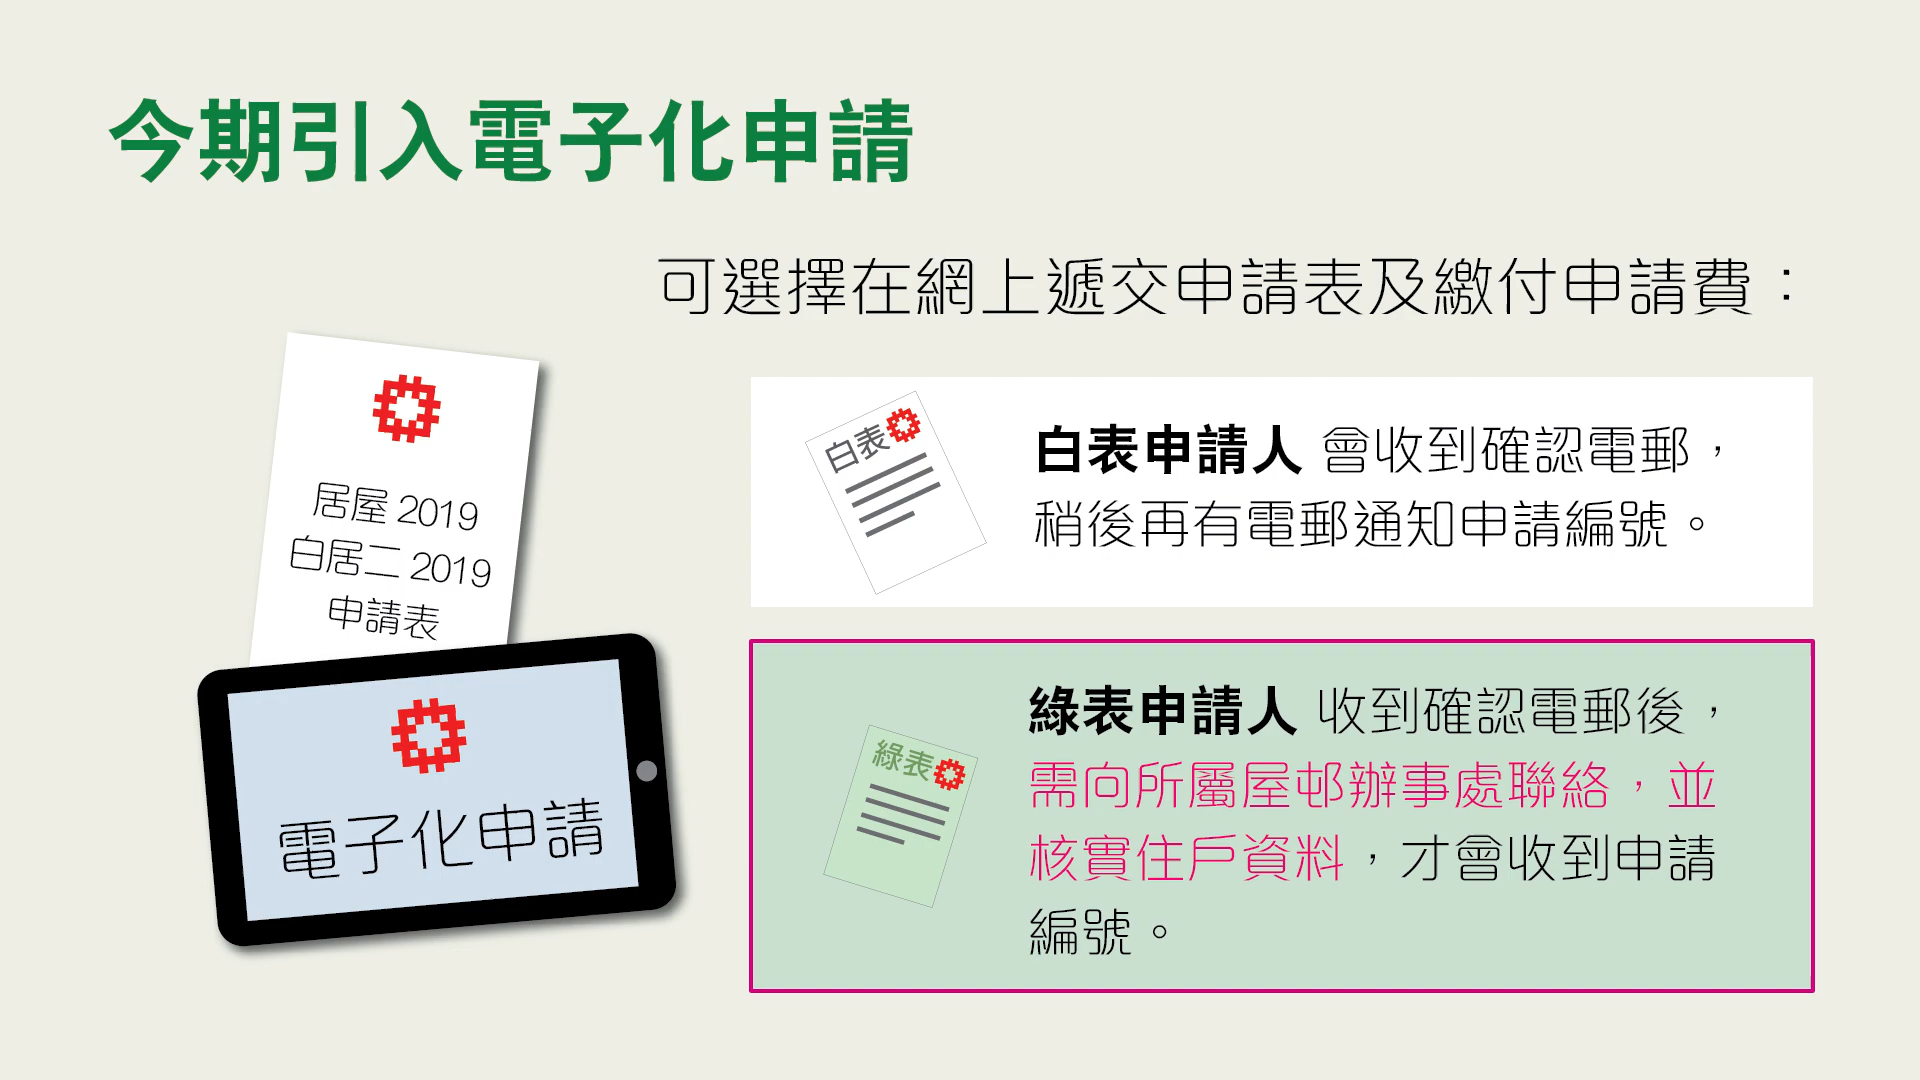 今期引入電子化申請
可選擇在網上遞交申請表及繳付申請費：
居屋 2019
白居二 2019
申請表
電子化申請
白表
白表申請人 會收到確認電郵，
稍後再有電郵通知申請編號。
綠表
綠表申請人 收到確認電郵後，
需向所屬屋邨辦事處聯絡，並
核實住戶資料，才會收到申請
編號。